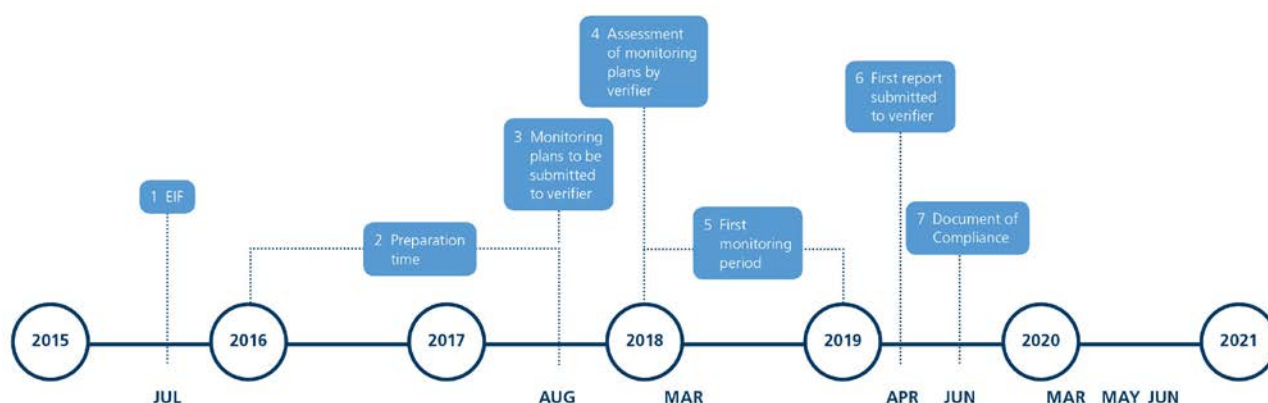 4 Assessment
of monitoring
plans by
verifier
6 First report
submitted
to verifier
3 Monitoring
plans to be
submitted
to verifier
1 EIF
2 Preparation
time
5 First
monitoring
period
7 Document of
Compliance
2015
2016
2017
2018
2019
2020
2021
JUL
AUG
MAR
APR
JUN
MAR
MAY
JUN